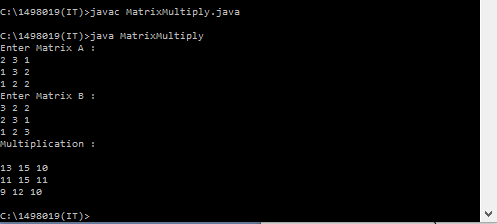 C:\1498019(IT)>javac MatrixMultiply.java
C:\1498019(IT)>java MatrixMultiply
Enter Matrix A :
2 3 1
1 3 2
1 2 2
Enter Matrix B :
3 2 2
2 3 1
1 2 3
Multiplication :
13 15 10
11 15 11
9 12 10
C:\1498019(IT)>